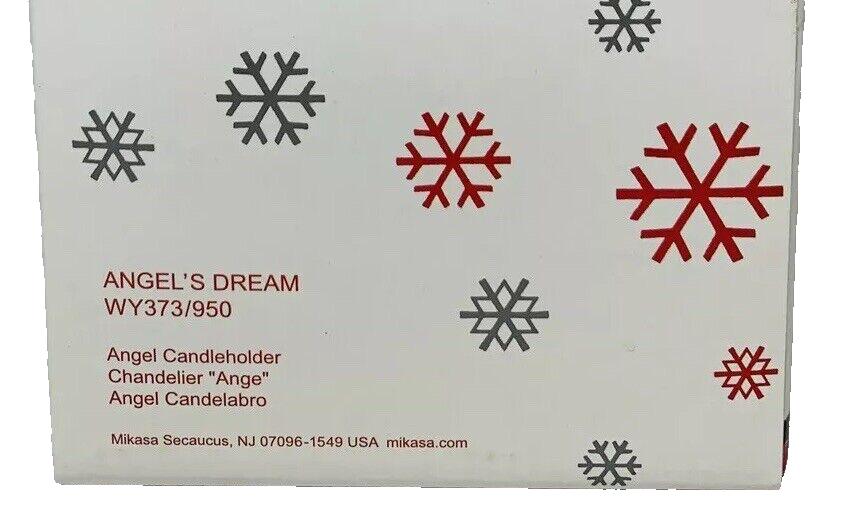 ANGEL'S DREAM
WY373/950
Angel Candleholder
Chandelier "Ange"
Angel Candelabro
Mikasa Secaucus, NJ 07096-1549 USA mikasa.com